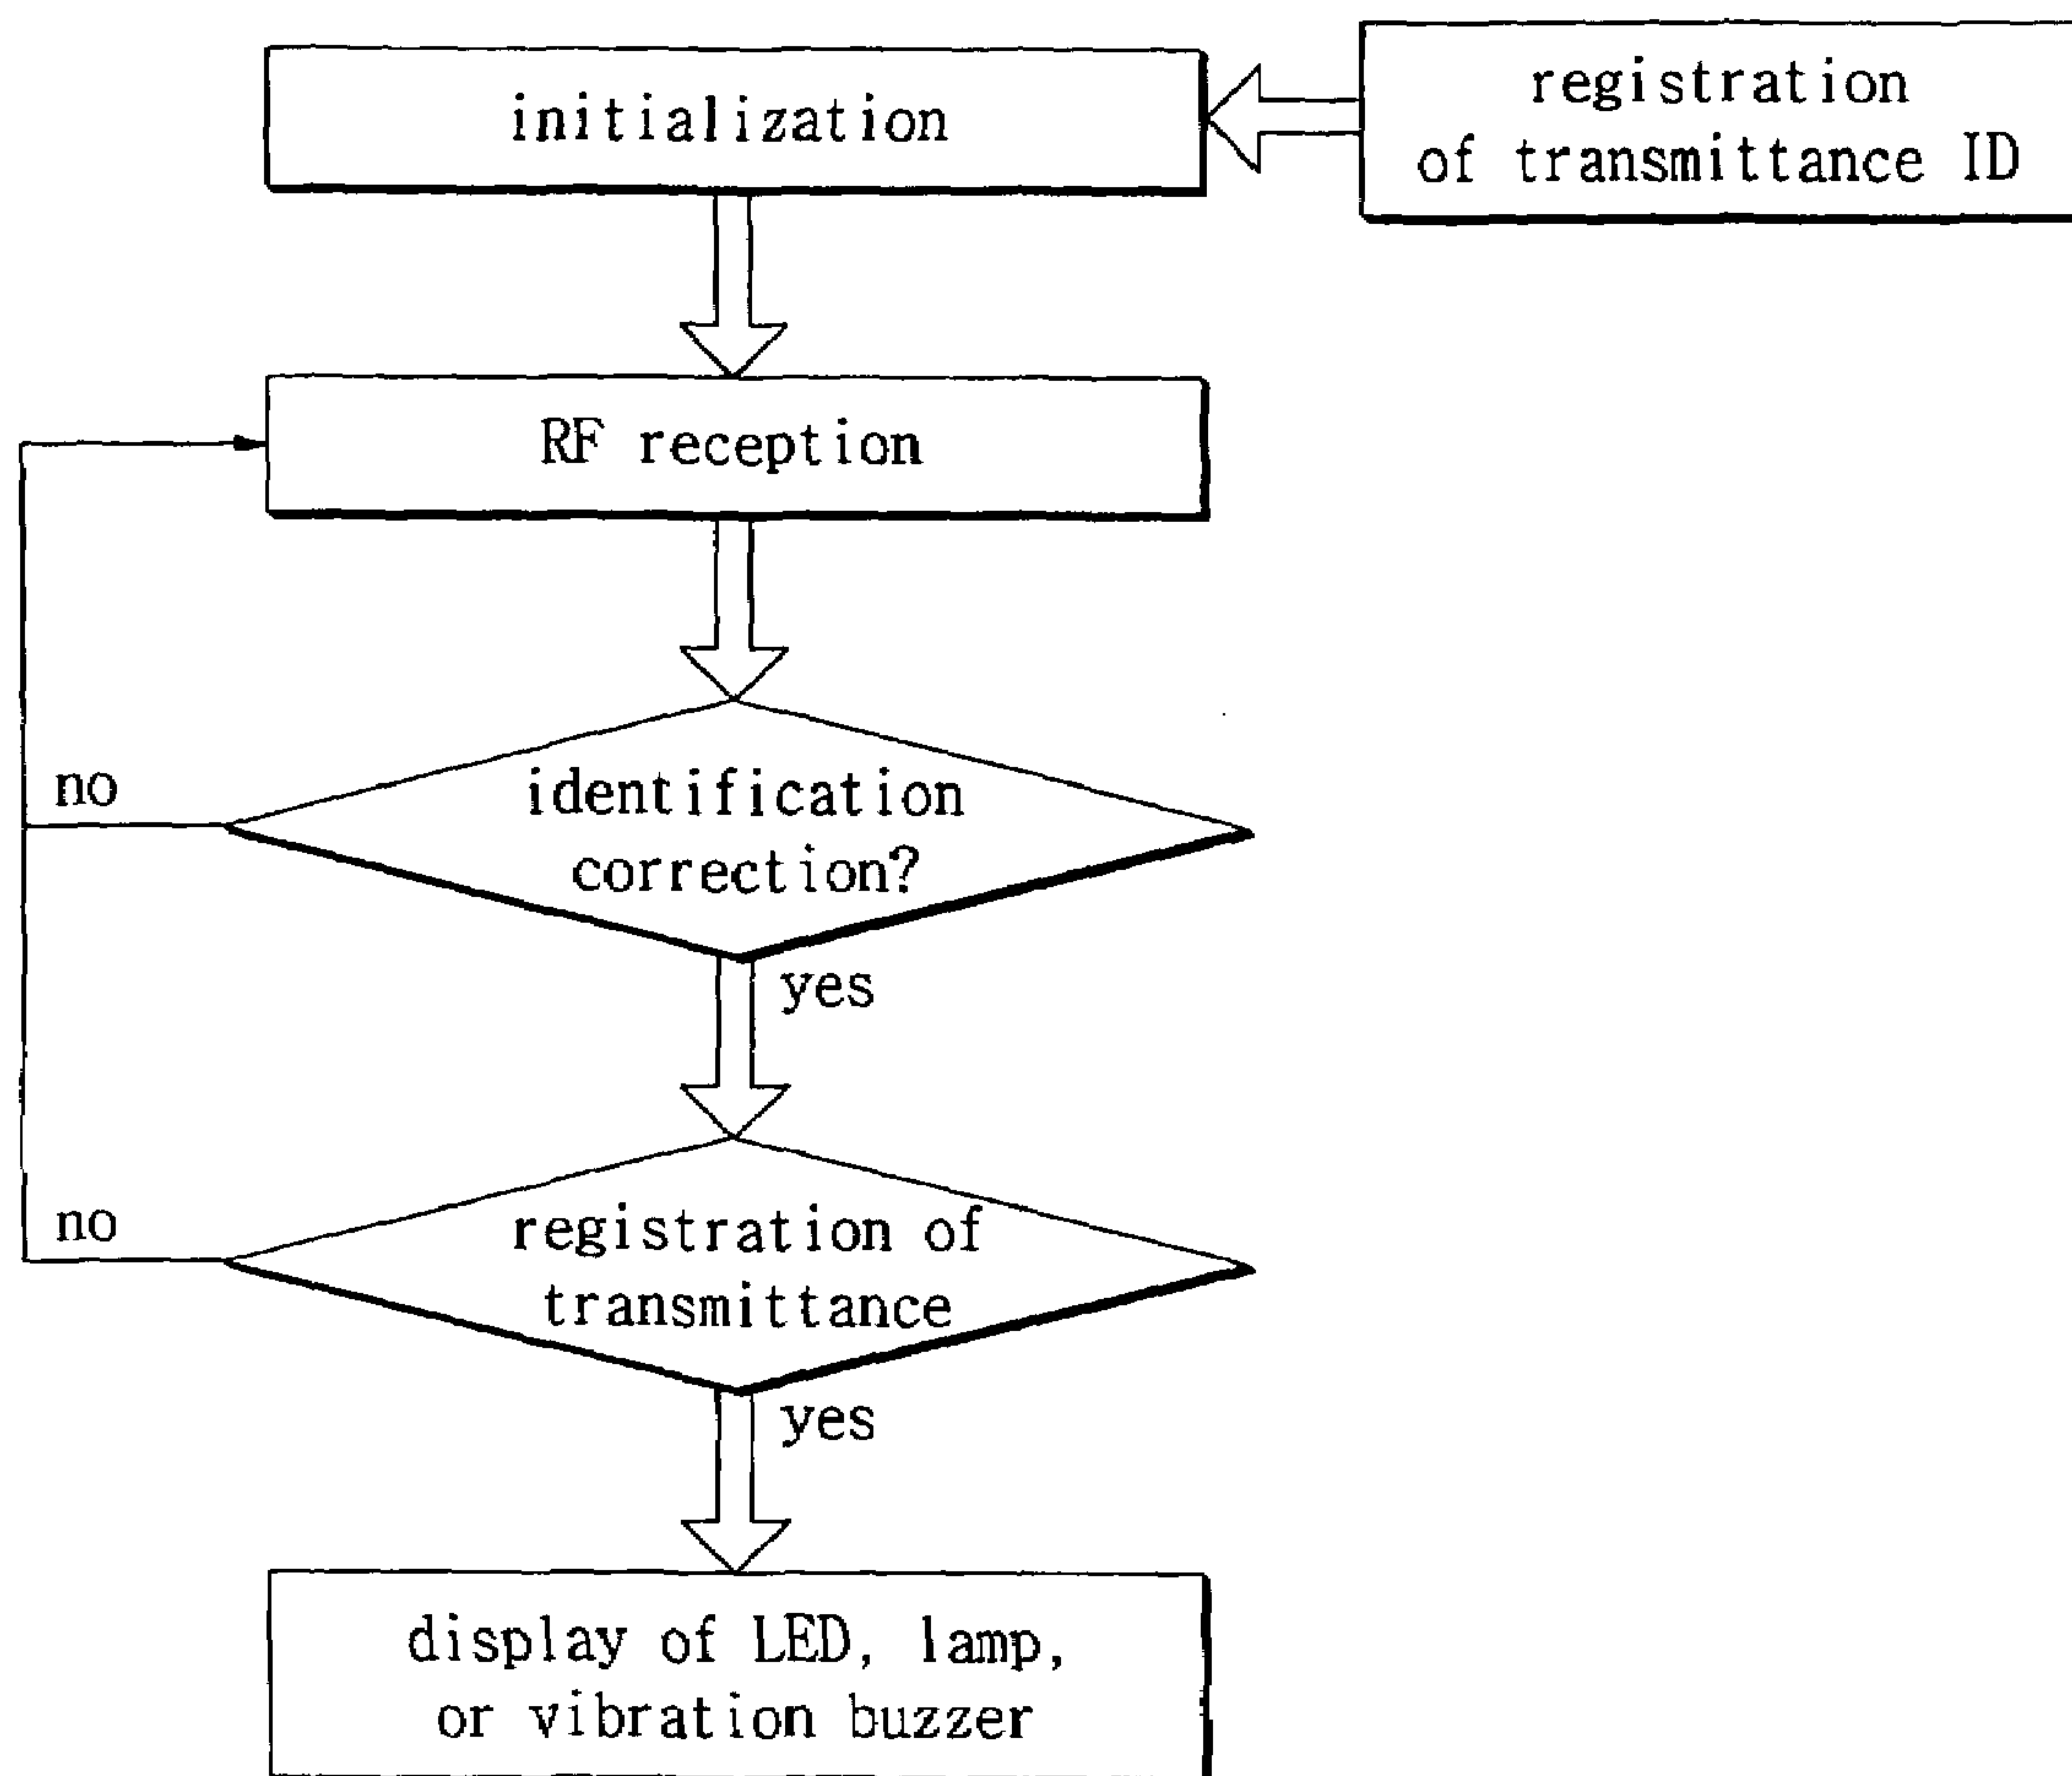 initialization
registration
of transmittance ID
RF reception
no
identification
correction?
yes
no
registration of
transmittance
yes
display of LED, lamp,
or vibration buzzer